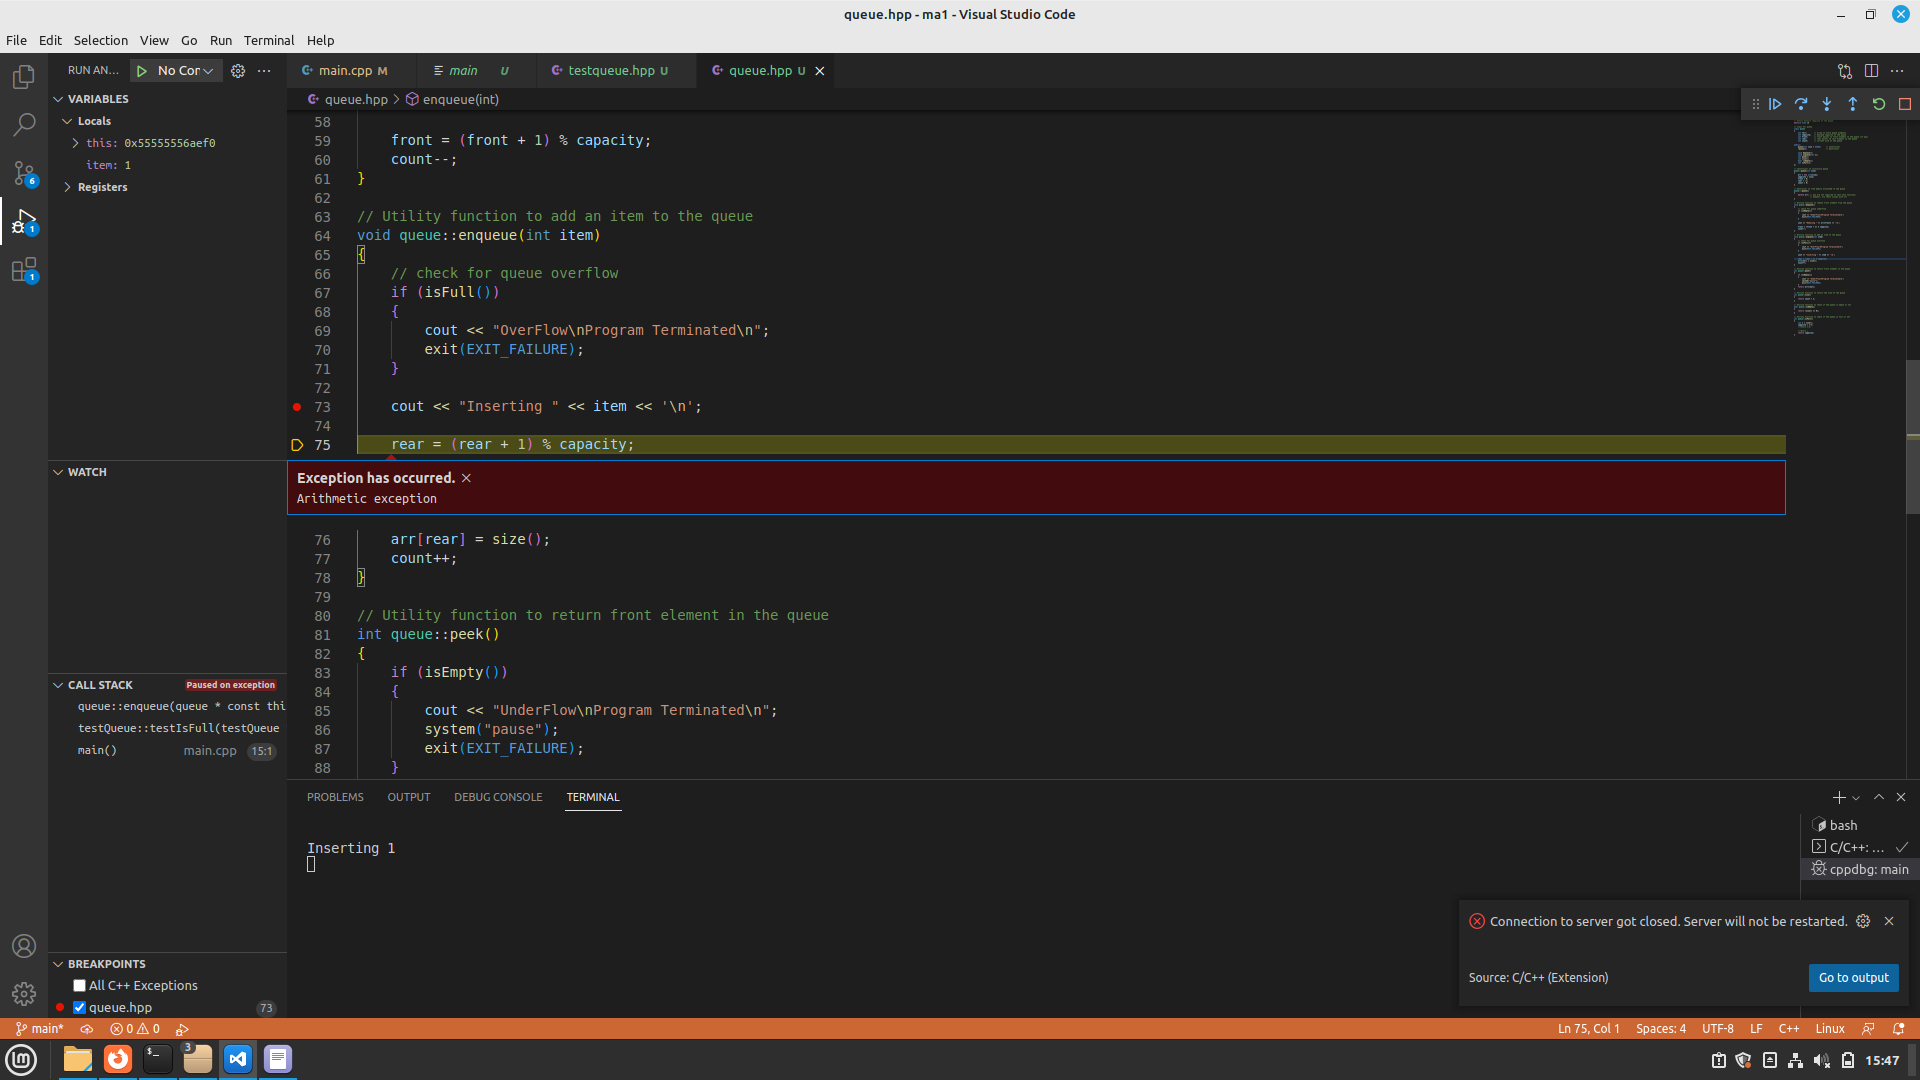 queue.hpp - ma1 - Visual Studio Code
File Edit Selection View Go Run Terminal Help
RUN AN... No Cor
main.cpp M
main U
testqueue.hpp U
queue.hpp U
queue.hpp > enqueue(int)
VARIABLES
Locals
this: 0x55555556aef0
item: 1
Registers
WATCH
CALL STACK Paused on exception
queue::enqueue(queue * const thi
testQueue::testIsFull(testQueue
main() main.cpp 15:1
BREAKPOINTS
All C++ Exceptions
queue.hpp 73
58
59 front = (front + 1) % capacity;
60 count--;
61 }
62
63 // Utility function to add an item to the queue
64 void queue::enqueue(int item)
65 {
66 // check for queue overflow
67 if (isFull())
68 {
69 cout << "OverFlow\nProgram Terminated\n";
70 exit(EXIT_FAILURE);
71 }
72
73 cout << "Inserting " << item << '\n';
74
75 rear = (rear + 1) % capacity;
Exception has occurred. ×
Arithmetic exception
76 arr[rear] = size();
77 count++;
78 }
79
80 // Utility function to return front element in the queue
81 int queue::peek()
82 {
83 if (isEmpty())
84 {
85 cout << "UnderFlow\nProgram Terminated\n";
86 system("pause");
87 exit(EXIT_FAILURE);
88 }
PROBLEMS OUTPUT DEBUG CONSOLE TERMINAL
Inserting 1
bash
C/C++: ...
cppdbg: main
Connection to server got closed. Server will not be restarted.
Source: C/C++ (Extension)
Go to output
6
1
1
main* 0 0
Ln 75, Col 1 Spaces: 4 UTF-8 LF C++ Linux
3
15:47